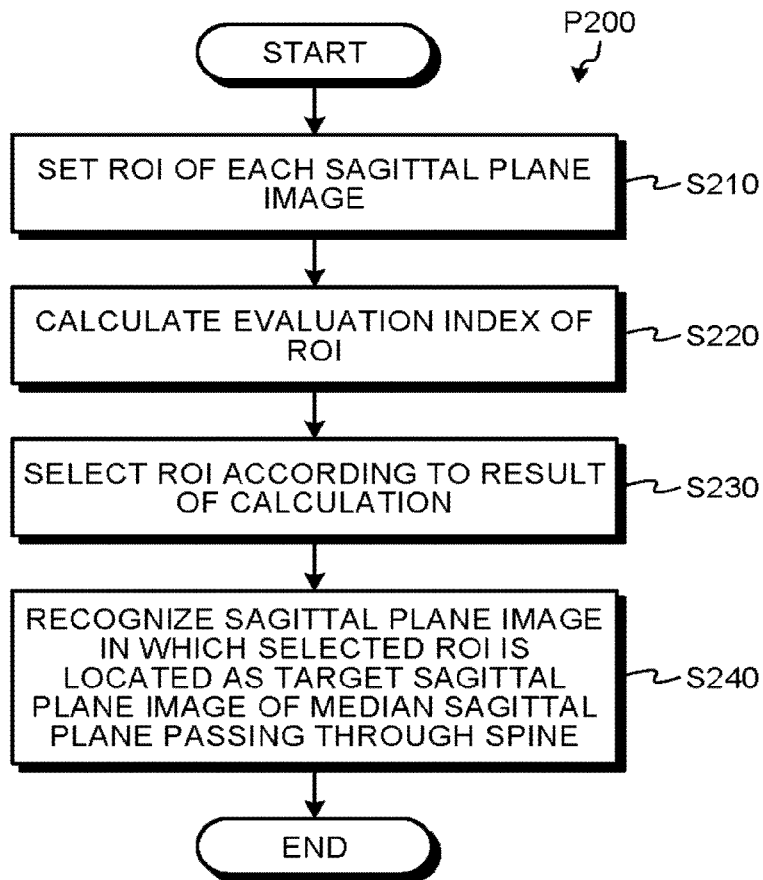 P200
START
SET ROI OF EACH SAGITTAL PLANE
IMAGE
S210
CALCULATE EVALUATION INDEX OF
ROI
S220
SELECT ROI ACCORDING TO RESULT
OF CALCULATION
S230
RECOGNIZE SAGITTAL PLANE IMAGE
IN WHICH SELECTED ROI IS
LOCATED AS TARGET SAGITTAL
PLANE IMAGE OF MEDIAN SAGITTAL
PLANE PASSING THROUGH SPINE
S240
END